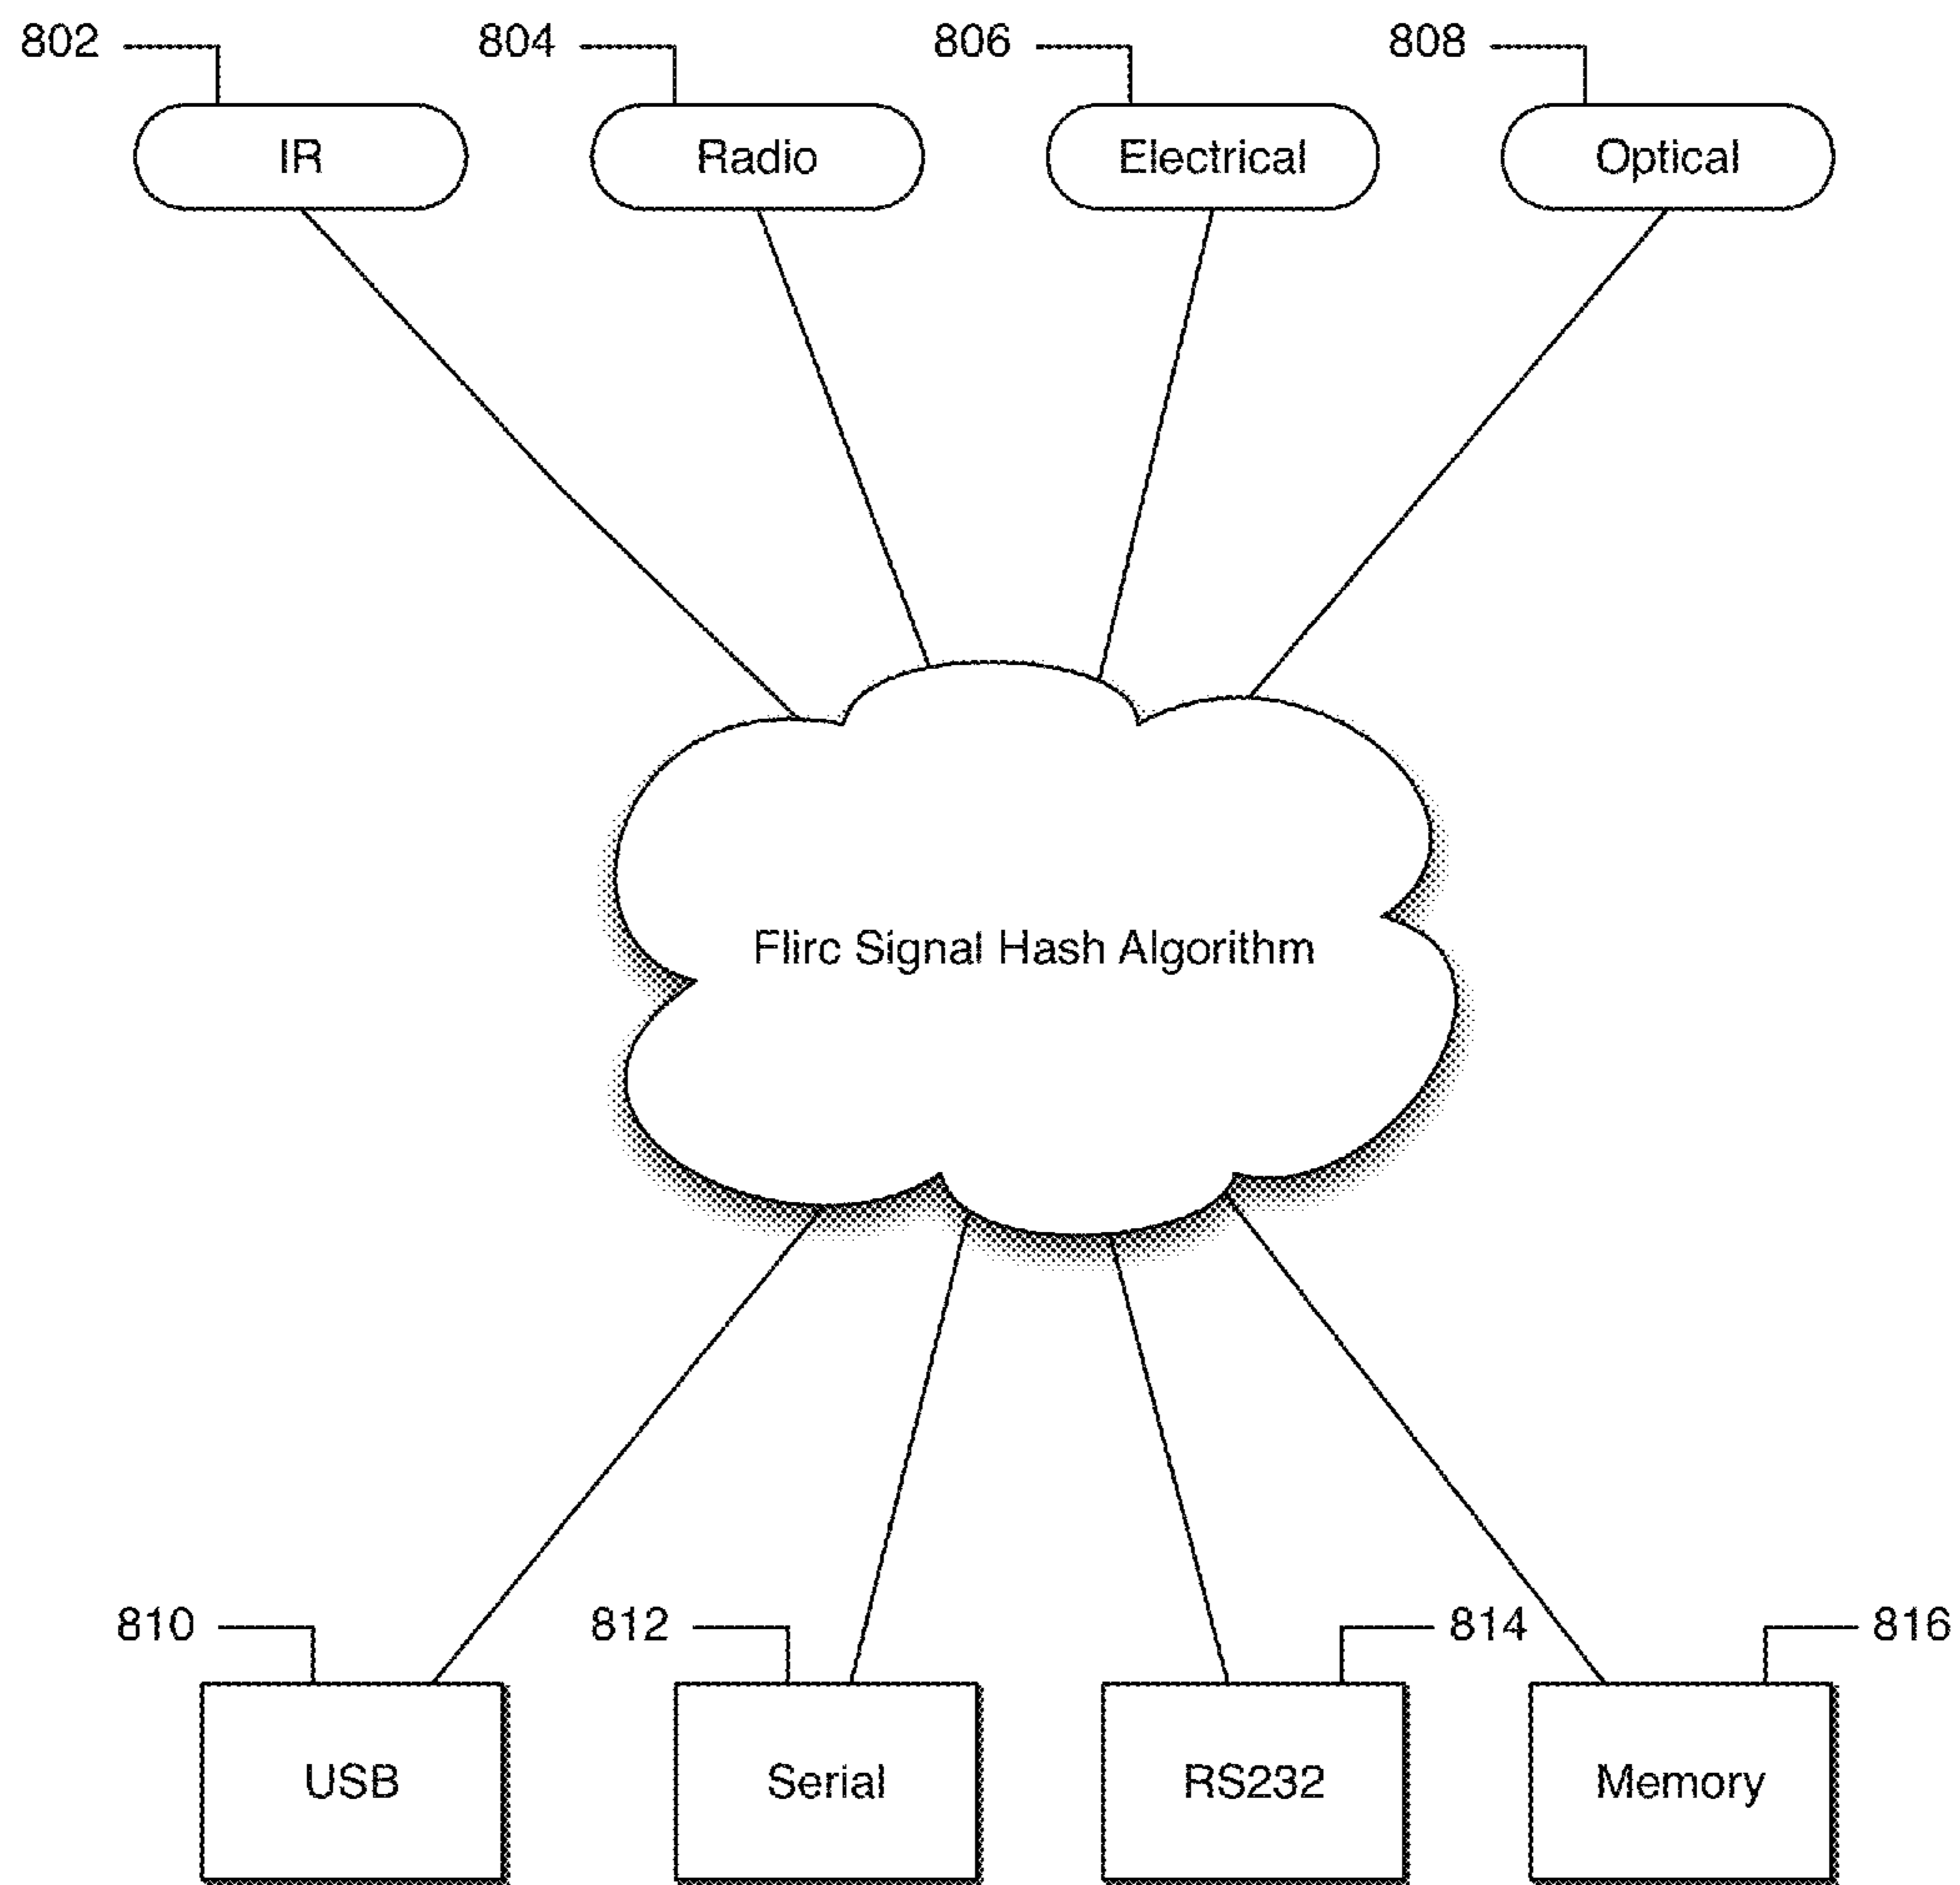 802 804 806 808
IR Radio Electrical Optical
Flirc Signal Hash Algorithm
810 812 814 816
USB Serial RS232 Memory